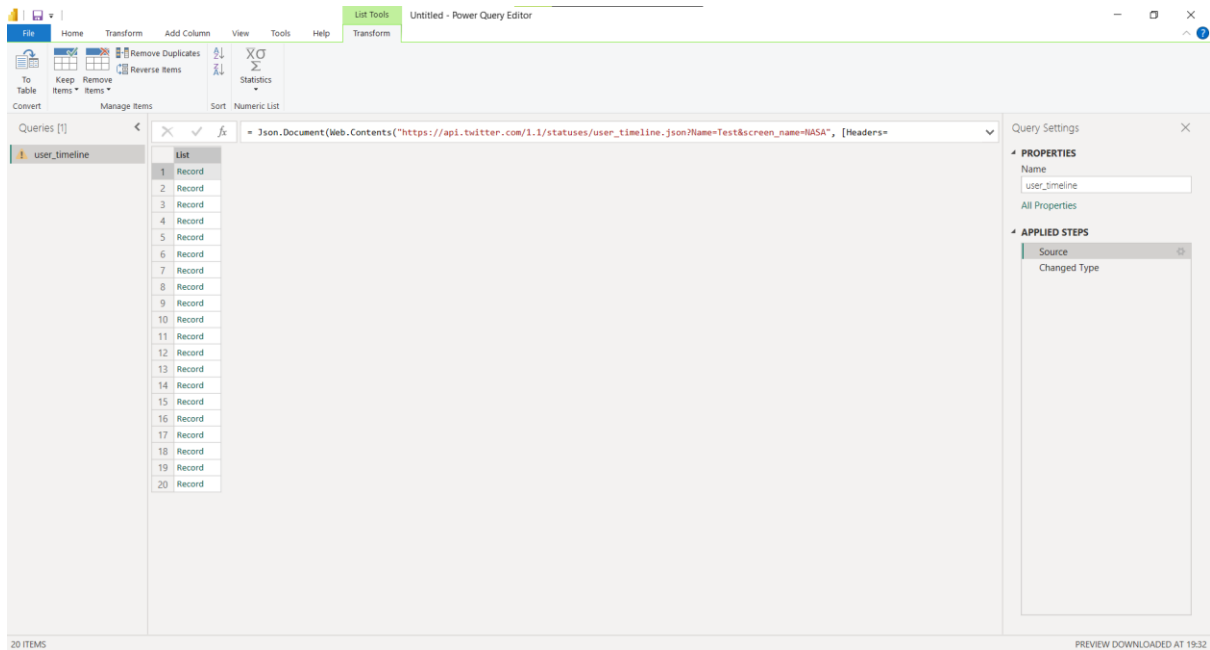 List Tools Untitled - Power Query Editor
File Home Transform Add Column View Tools Help Transform
To Table
Keep Items
Remove Items
Remove Duplicates
Reverse Items
Statistics
Convert Manage Items Sort Numeric List
Queries [1]
user_timeline
fx = Json.Document(Web.Contents("https://api.twitter.com/1.1/statuses/user_timeline.json?Name=Test&screen_name=NASA", [Headers=
List
1 Record
2 Record
3 Record
4 Record
5 Record
6 Record
7 Record
8 Record
9 Record
10 Record
11 Record
12 Record
13 Record
14 Record
15 Record
16 Record
17 Record
18 Record
19 Record
20 Record
Query Settings
PROPERTIES
Name
user_timeline
All Properties
APPLIED STEPS
Source
Changed Type
20 ITEMS
PREVIEW DOWNLOADED AT 19:32